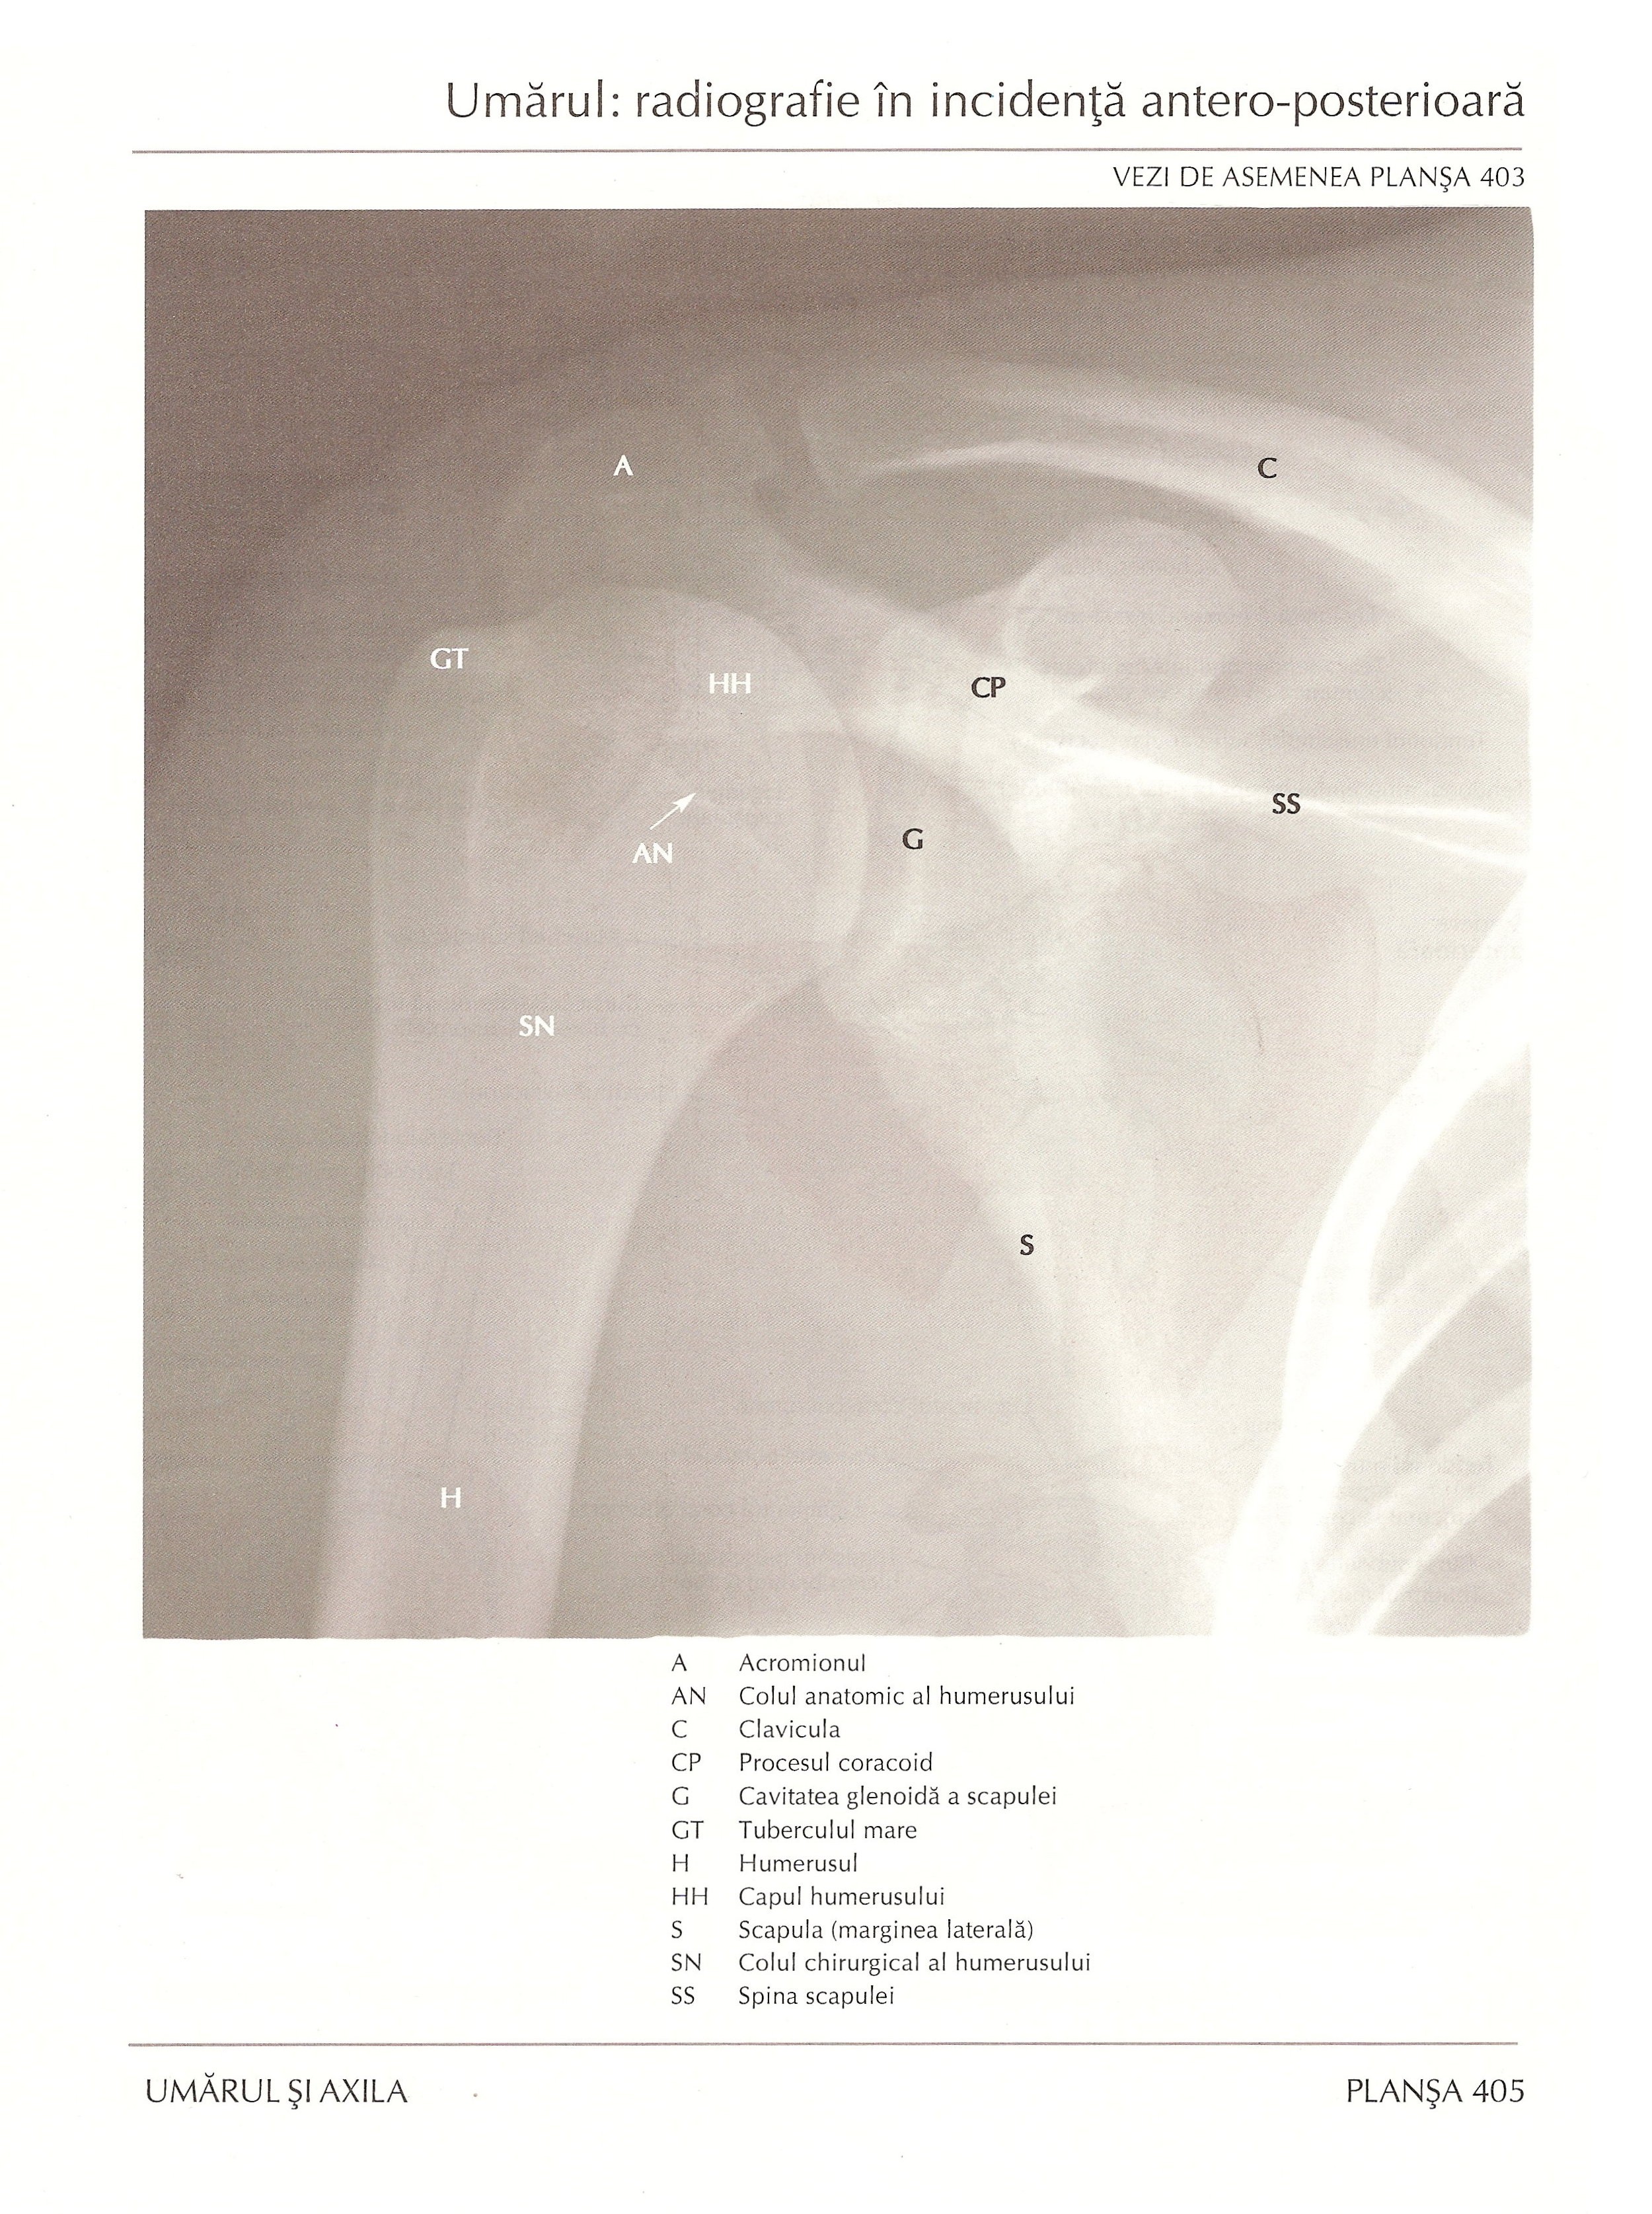 Umărul: radiografie în incidenţă antero-posterioară
VEZI DE ASEMENEA PLANŞA 403
A
C
GT
HH
CP
SS
G
AN
SN
S
H
A Acromionul
AN Colul anatomic al humerusului
C Clavicula
CP Procesul coracoid
G Cavitatea glenoidă a scapulei
GT Tuberculul mare
H Humerusul
HH Capul humerusului
S Scapula (marginea laterală)
SN Colul chirurgical al humerusului
SS Spina scapulei
UMĂRUL ŞI AXILA
PLANŞA 405